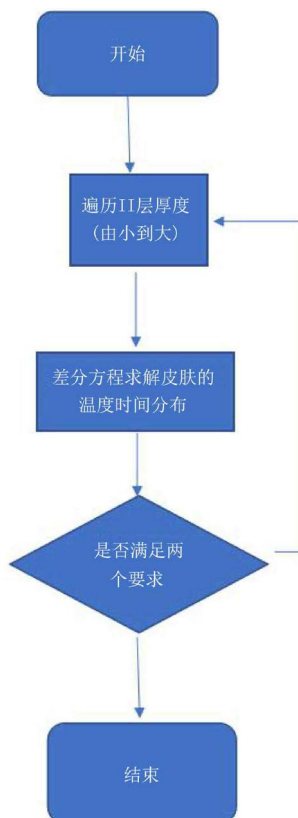 开始
遍历II层厚度
(由小到大)
差分方程求解皮肤的
温度时间分布
是否满足两
个要求
结束